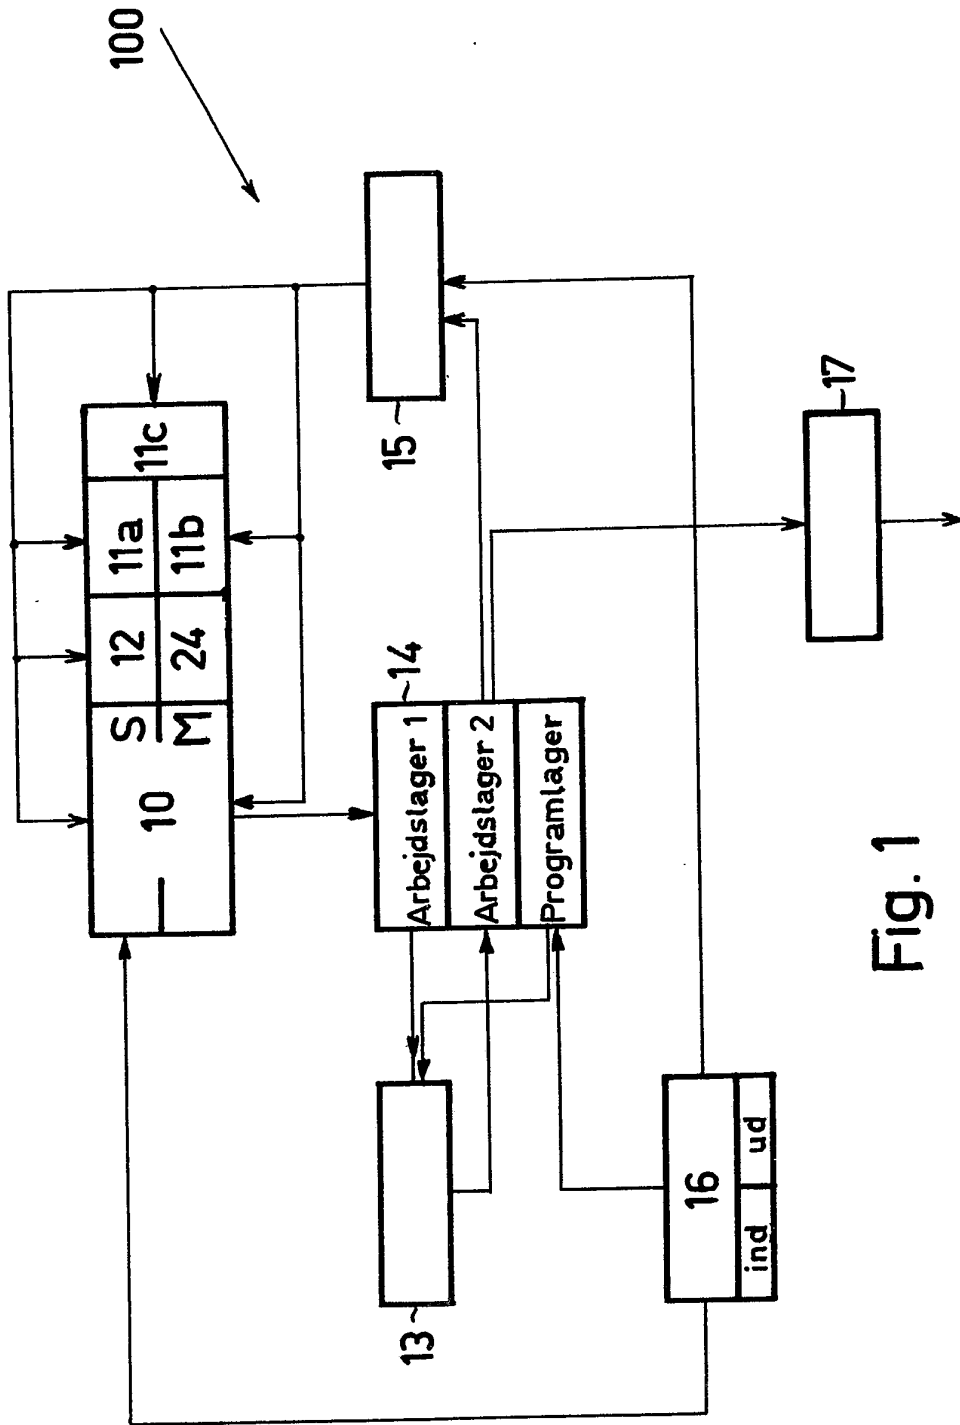 100
10
S
M
12
24
11a
11b
11c
15
14
Arbejdslager 1
Arbejdslager 2
Programlager
13
17
16
ind
ud
Fig. 1